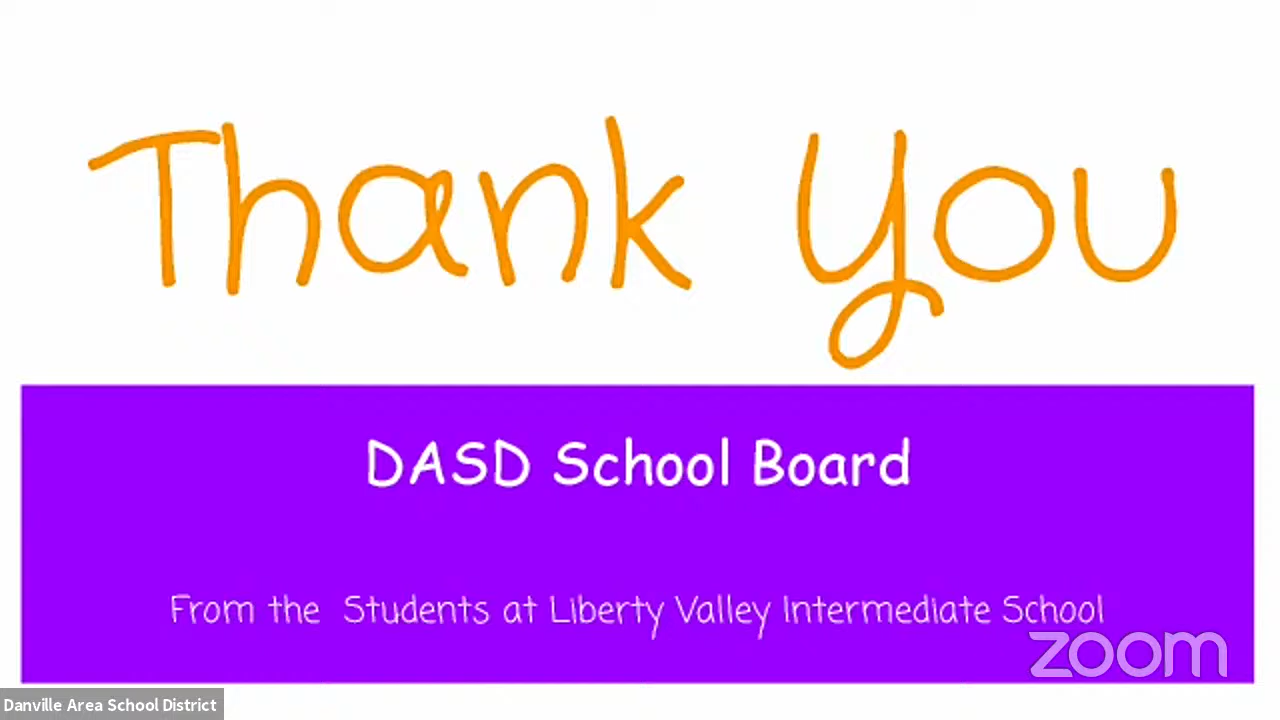 Thank You
DASD School Board
From the Students at Liberty Valley Intermediate School
zoom
Danville Area School District